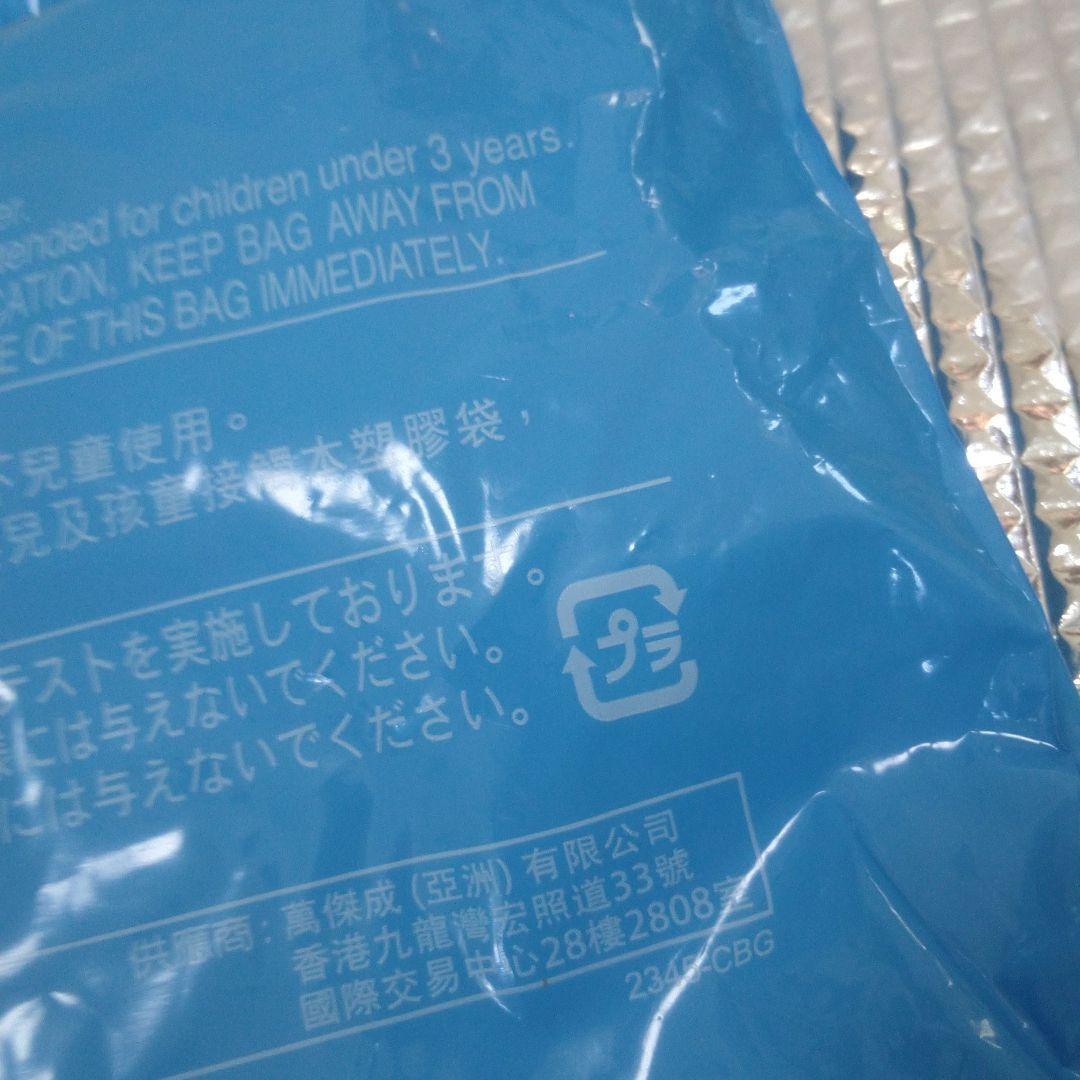 er.
ended for children under 3 years.
CATION, KEEP BAG AWAY FROM
E OF THIS BAG IMMEDIATELY.
兒童使用。
兒及孩童接觸本塑膠袋，
テストを実施しております。
には与えないでください。
には与えないでください。
プラ
供應商: 萬傑成 (亞洲) 有限公司
香港九龍灣宏照道33號
國際交易中心28樓2808室
2345-CBG